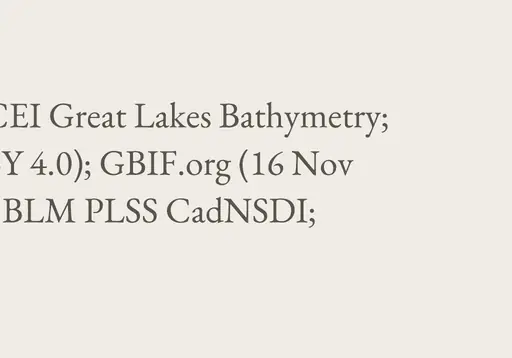 CEI Great Lakes Bathymetry;
Y 4.0); GBIF.org (16 Nov
BLM PLSS CadNSDI;